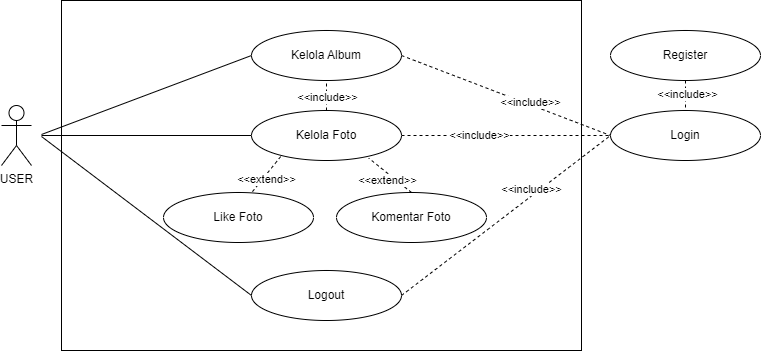 Kelola Album
Register
<<include>>
<<include>>
<<include>>
Kelola Foto
<<include>>
Login
USER
<<extend>>
<<extend>>
<<include>>
Like Foto
Komentar Foto
Logout